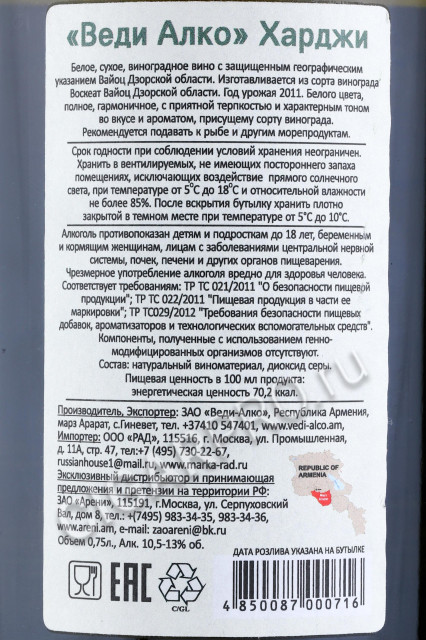 «Веди Алко» Харджи
Белое, сухое, виноградное вино с защищенным географическим
указанием Вайоц Дзорской области. Изготавливается из сорта винограда
Воскеат Вайоц Дзорской области. Год урожая 2011. Белого цвета,
полное, гармоничное, с приятной терпкостью и характерным тоном
во вкусе и ароматом, присущему сорту винограда.
Рекомендуется подавать к рыбе и другим морепродуктам.
Срок годности при соблюдении условий хранения неограничен.
Хранить в вентилируемых, не имеющих постороннего запаха
помещениях, исключающих воздействие прямого солнечного
света, при температуре от 5°С до 18°С и относительной влажности
не более 85%. После вскрытия бутылку хранить плотно
закрытой в темном месте при температуре от 5°С до 10°С.
Алкоголь противопоказан детям и подросткам до 18 лет, беременным
и кормящим женщинам, лицам с заболеваниями центральной нервной
системы, почек, печени и других органов пищеварения.
Чрезмерное употребление алкоголя вредно для здоровья человека.
Соответствует требованиям: ТР ТС 021/2011 "О безопасности пищевой
продукции"; ТР ТС 022/2011 "Пищевая продукция в части ее
маркировки"; ТР ТС029/2012 "Требования безопасности пищевых
добавок, ароматизаторов и технологических вспомогательных средств".
Компоненты, полученные с использованием генно-
модифицированных организмов отсутствуют.
Состав: натуральный виноматериал, диоксид серы.
Пищевая ценность в 100 мл продукта:
энергетическая ценность 70,2 ккал.
Производитель, Экспортер: ЗАО «Веди-Алко», Республика Армения,
марз Арарат, с.Гиневет, тел. +37410 547401, www.vedi-alco.am,
Импортер: ООО «РАД», 115516, г. Москва, ул. Промышленная,
д. 11А, стр. 47, тел:+7 (495) 730-22-67,
russianhouse1@mail.ru www.marka-rad.ru
Эксклюзивный дистрибутор и принимающая
предложения и претензии на территории РФ:
ЗАО «Арени», 115191, г.Москва, ул. Серпуховский
Вал, дом 8, тел.: +(7495) 983-34-35, 983-34-36,
www.areni.am, e-mail: zaoareni@bk.ru
Объем 0,75л., Алк. 10,5-13% об.
REPUBLIC OF
ARMENIA
ДАТА РОЗЛИВА УКАЗАНА НА БУТЫЛКЕ
EAC
C/GL
4 850087 000716